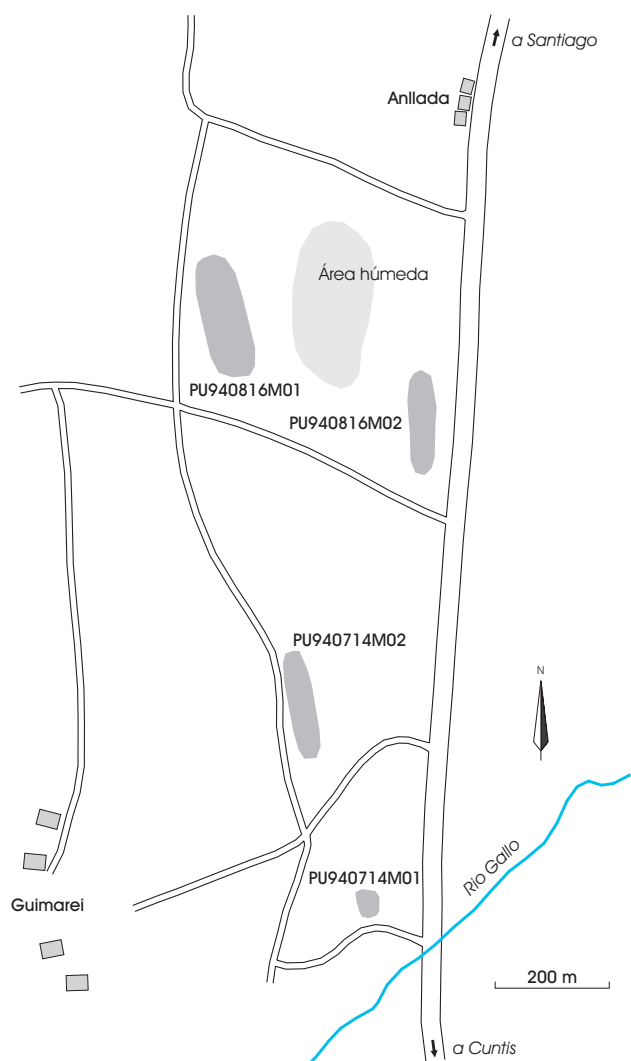 a Santiago
Anllada
Área húmeda
PU940816M01
PU940816M02
PU940714M02
N
Rio Gallo
PU940714M01
Guimarei
200 m
a Cuntis